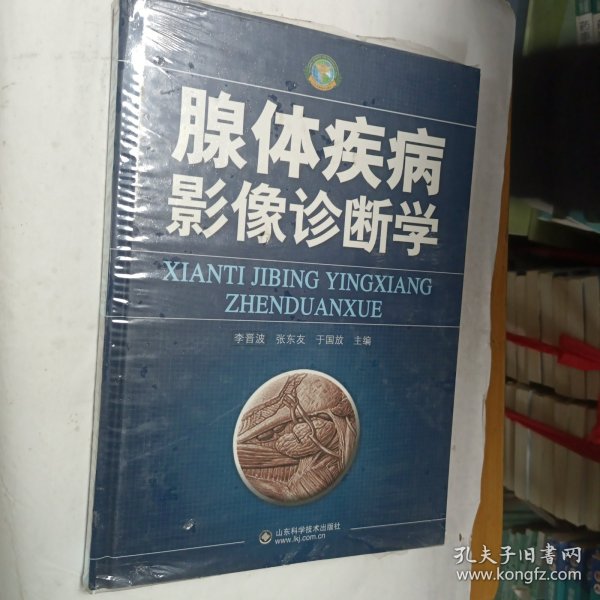 腺体疾病
影像诊断学
XIANTI JIBING YINGXIANG
ZHENDUANXUE
李晋波 张东友 于国放 主编
山东科学技术出版社
www.lkj.com.cn
孔夫子旧书网
www.kongfz.com